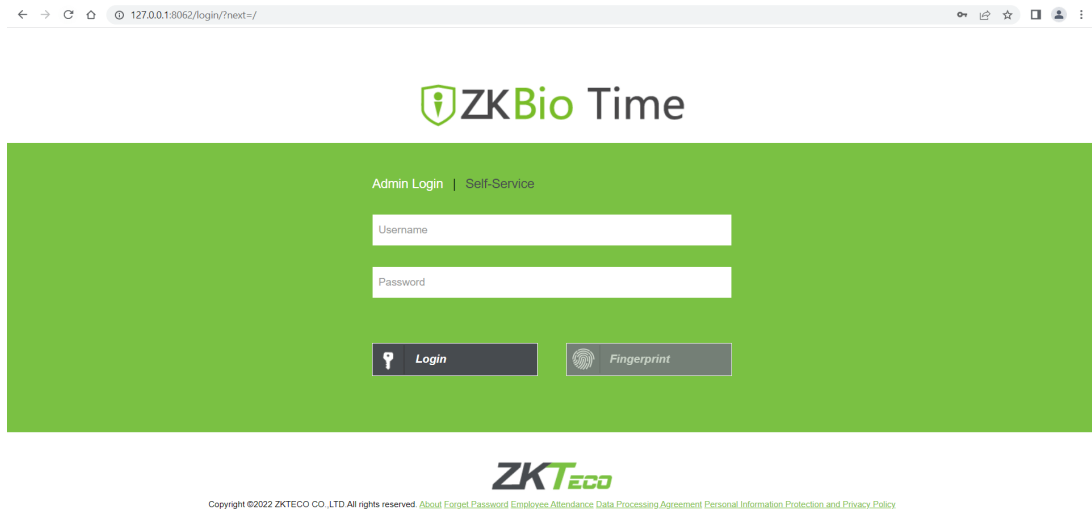 127.0.0.1:8062/login/?next=/
ZKBio Time
Admin Login | Self-Service
Username
Password
Login Fingerprint
ZKTECO
Copyright ©2022 ZKTECO CO.,LTD.All rights reserved. About Forget Password Employee Attendance Data Processing Agreement Personal Information Protection and Privacy Policy